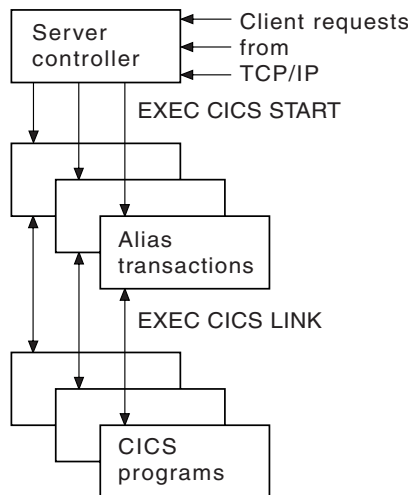 Server
controller
Client requests
from
TCP/IP
EXEC CICS START
Alias
transactions
EXEC CICS LINK
CICS
programs